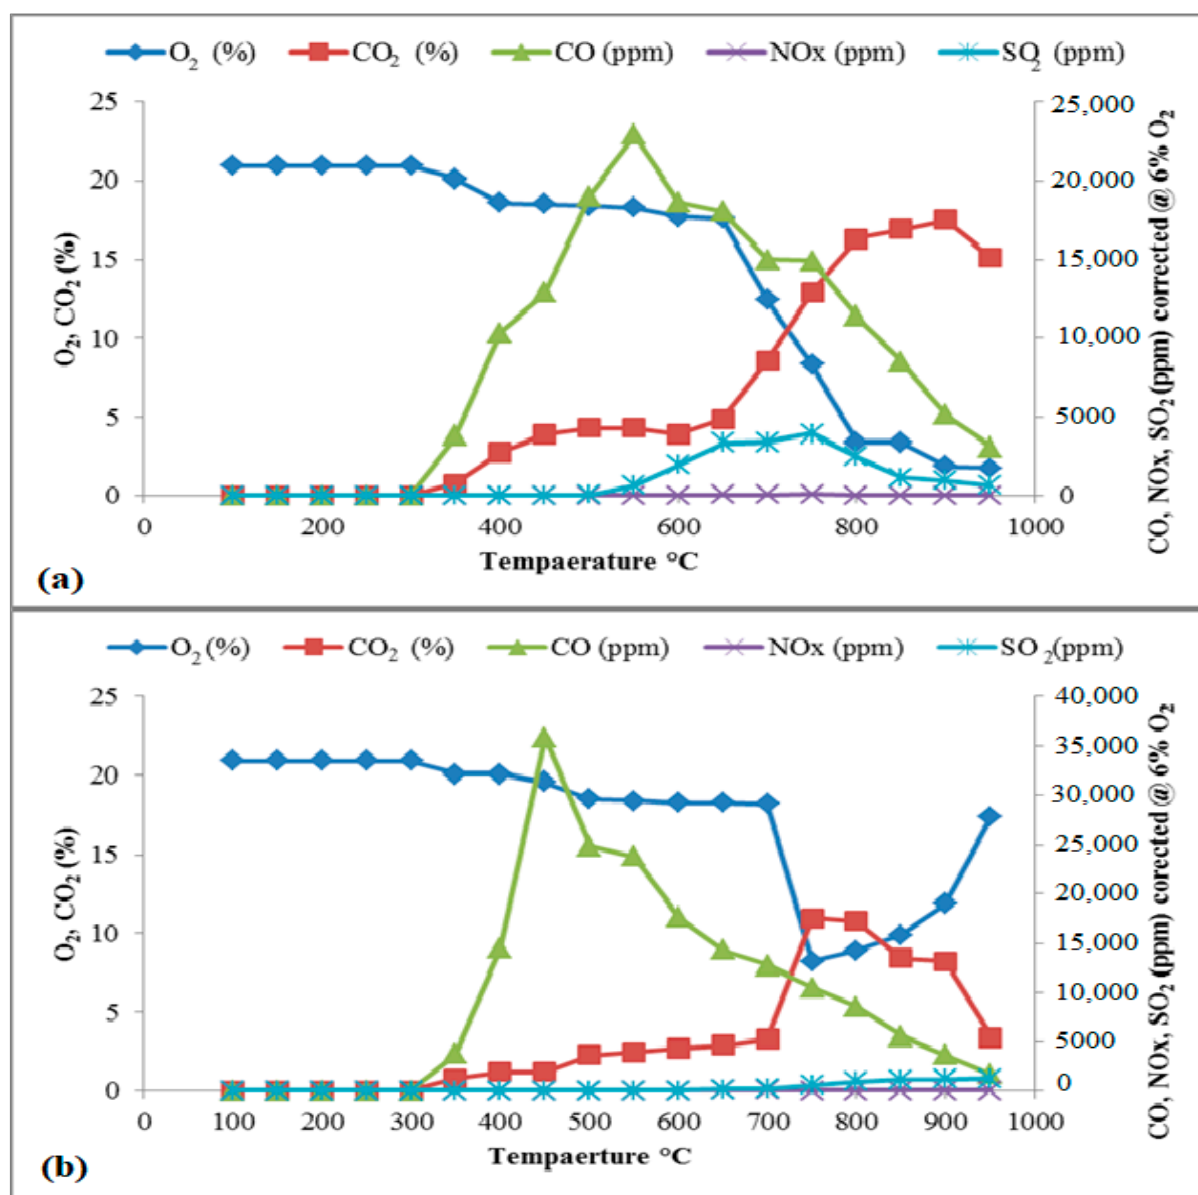 O2 (%) CO2 (%) CO (ppm) NOx (ppm) SO2 (ppm)
25 25,000
20 20,000
15 15,000
10 10,000
5 5000
0 0
O2, CO2 (%)
CO, NOx, SO2 (ppm) corrected @ 6% O2
0 200 400 600 800 1000
Tempaerature °C
(a)
O2 (%) CO2 (%) CO (ppm) NOx (ppm) SO2 (ppm)
25 40,000
35,000
20 30,000
25,000
15 20,000
10 15,000
10,000
5 5000
0 0
O2, CO2 (%)
CO, NOx, SO2 (ppm) corected @ 6% O2
0 100 200 300 400 500 600 700 800 900 1000
Tempaerture °C
(b)